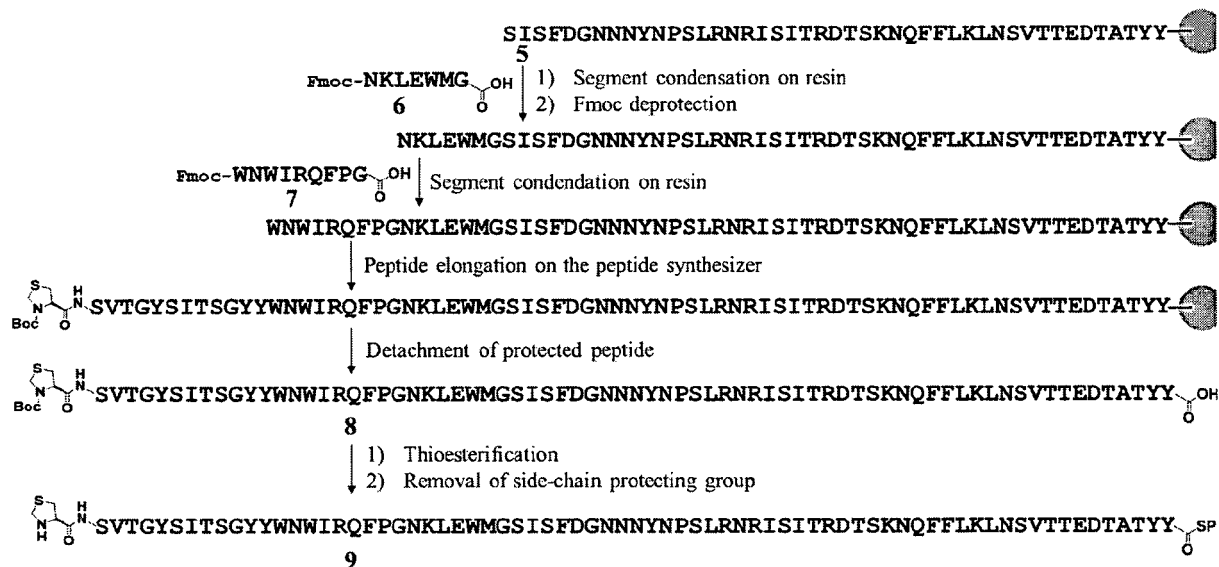 SISFDGNNNYNPSLRNRISITRDTSKNQFFLKLNSVTTEDTATYY
5
Fmoc-NKLEWMG
OH
O
6
1) Segment condensation on resin
2) Fmoc deprotection
NKLEWMGSISFDGNNNYNPSLRNRISITRDTSKNQFFLKLNSVTTEDTATYY
Fmoc-WNWIRQFPG
OH
O
7
Segment condendation on resin
WNWIRQFPGNKLEWMGSISFDGNNNYNPSLRNRISITRDTSKNQFFLKLNSVTTEDTATYY
Peptide elongation on the peptide synthesizer
S
H
N
N
Boc
O
SVTGYSITSGYYWNWIRQFPGNKLEWMGSISFDGNNNYNPSLRNRISITRDTSKNQFFLKLNSVTTEDTATYY
Detachment of protected peptide
S
H
N
N
Boc
O
SVTGYSITSGYYWNWIRQFPGNKLEWMGSISFDGNNNYNPSLRNRISITRDTSKNQFFLKLNSVTTEDTATYY
OH
O
8
1) Thioesterification
2) Removal of side-chain protecting group
S
H
N
N
H
O
SVTGYSITSGYYWNWIRQFPGNKLEWMGSISFDGNNNYNPSLRNRISITRDTSKNQFFLKLNSVTTEDTATYY
SP
O
9